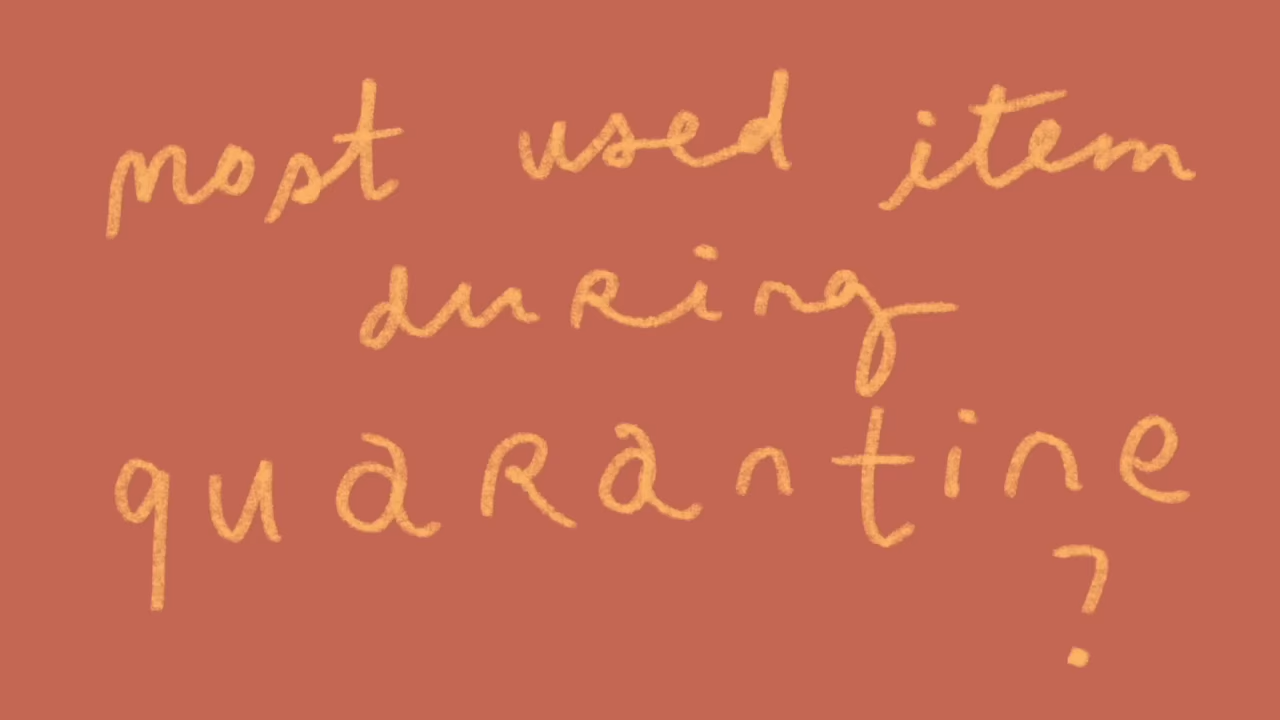 most used item
during
quarantine
?